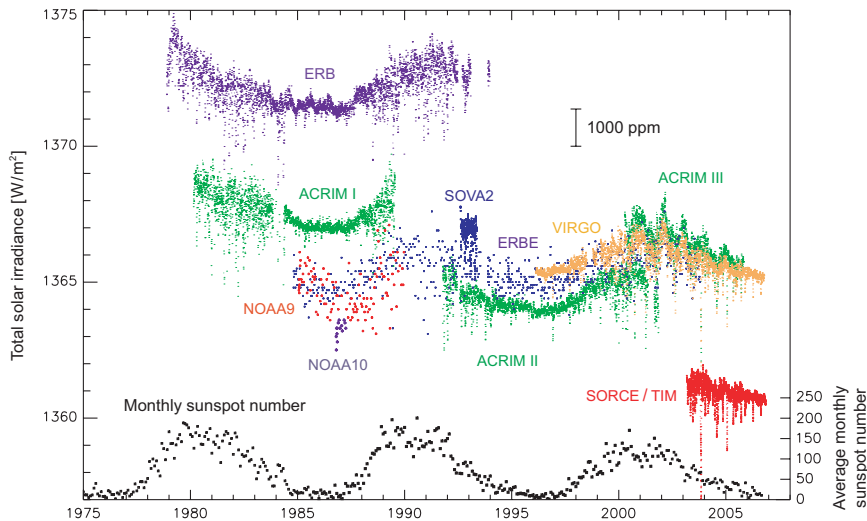 1375
1370
1365
1360
Total solar irradiance [W/m²]
ERB
1000 ppm
ACRIM I
SOVA2
ACRIM III
ERBE
VIRGO
NOAA9
NOAA10
ACRIM II
SORCE / TIM
Monthly sunspot number
250
200
150
100
50
0
Average monthly
sunspot number
1975
1980
1985
1990
1995
2000
2005